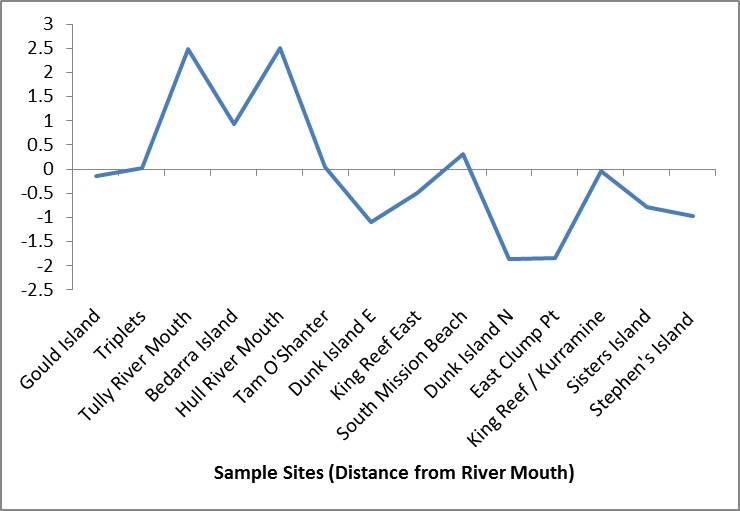 3
2.5
2
1.5
1
0.5
0
-0.5
-1
-1.5
-2
-2.5
Gould Island
Triplets
Tully River Mouth
Bedarra Island
Hull River Mouth
Tam O'Shanter
Dunk Island E
King Reef East
South Mission Beach
Dunk Island N
East Clump Pt
King Reef / Kurramine
Sisters Island
Stephen's Island
Sample Sites (Distance from River Mouth)